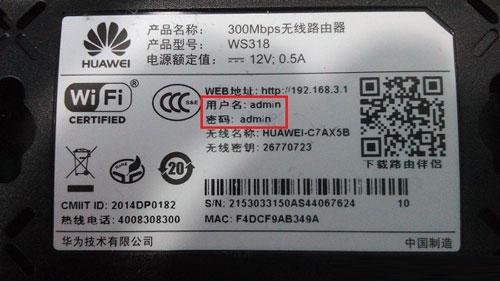 产品名称: 300Mbps无线路由器
产品型号: WS318
电源额定值: ⎓ 12V; 0.5A
HUAWEI
WiFi
CERTIFIED
CCC
S&E
WEB地址: http://192.168.3.1
用户名: admin
密码: admin
无线名称: HUAWEI-C7AX5B
无线密钥: 26770723
下载路由伴侣
20
CMIIT ID: 2014DP0182
热线电话: 4008308300
S/N: 2153033150AS44067624 10
MAC: F4DCF9AB349A
华为技术有限公司
中国制造